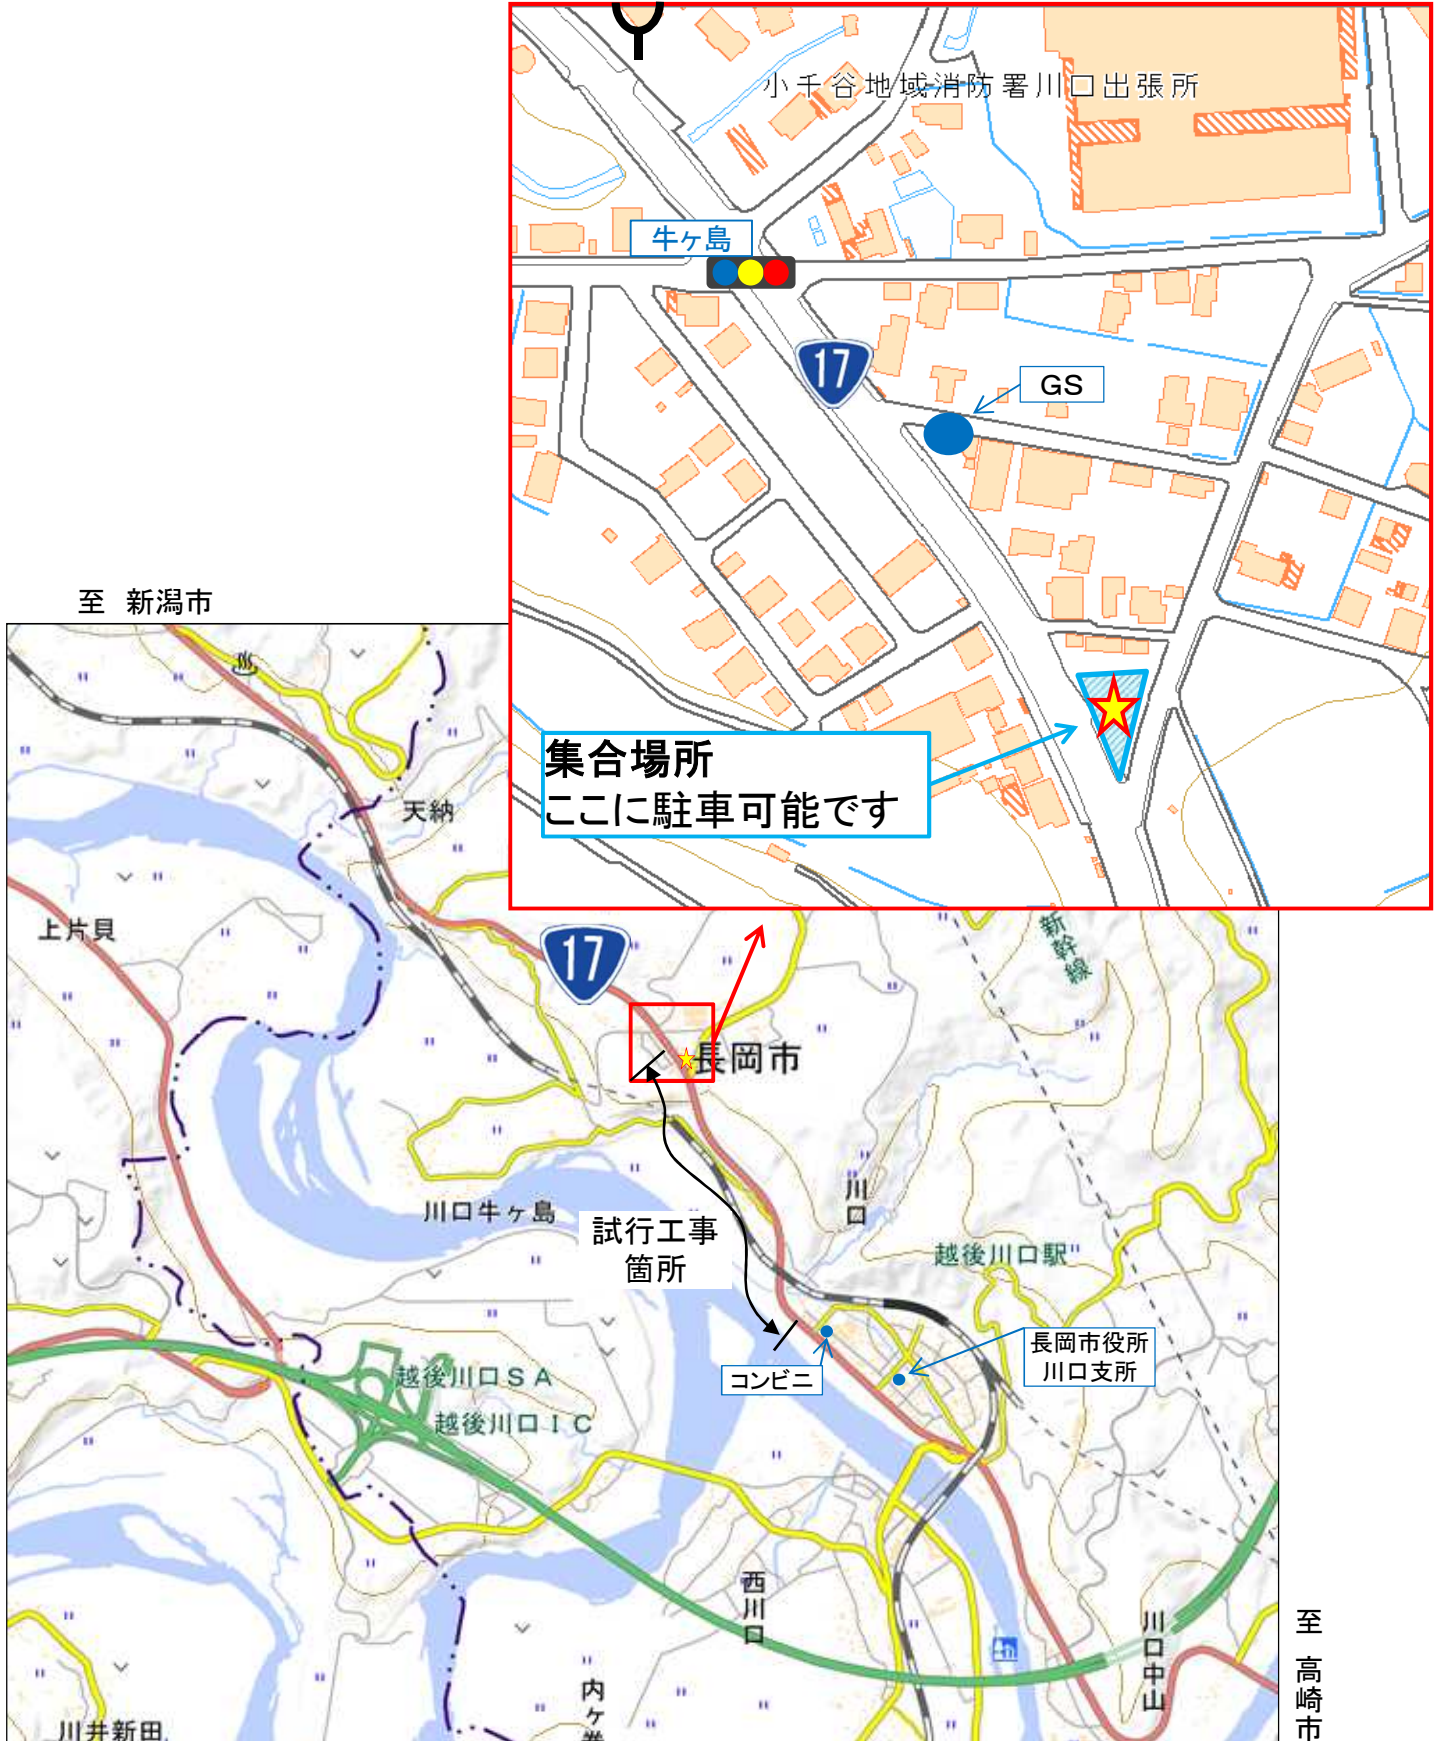 小千谷地域消防署川口出張所
牛ヶ島
17
GS
集合場所
ここに駐車可能です
至 新潟市
天納
上片貝
17
新幹線
長岡市
川口牛ヶ島
試行工事
箇所
川口
越後川口駅
長岡市役所
川口支所
コンビニ
越後川口SA
越後川口IC
西川口
川口中山
内ヶ巻
川井新田
至 高崎市